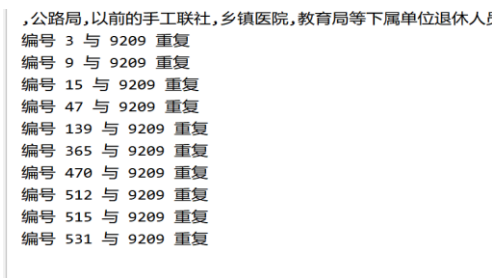 ,公路局,以前的手工联社,乡镇医院,教育局等下属单位退休人员
编号 3 与 9209 重复
编号 9 与 9209 重复
编号 15 与 9209 重复
编号 47 与 9209 重复
编号 139 与 9209 重复
编号 365 与 9209 重复
编号 470 与 9209 重复
编号 512 与 9209 重复
编号 515 与 9209 重复
编号 531 与 9209 重复